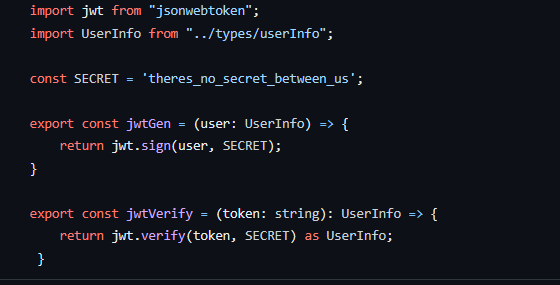 import jwt from "jsonwebtoken";
import UserInfo from "../types/userInfo";
const SECRET = 'theres_no_secret_between_us';
export const jwtGen = (user: UserInfo) => {
return jwt.sign(user, SECRET);
}
export const jwtVerify = (token: string): UserInfo => {
return jwt.verify(token, SECRET) as UserInfo;
}